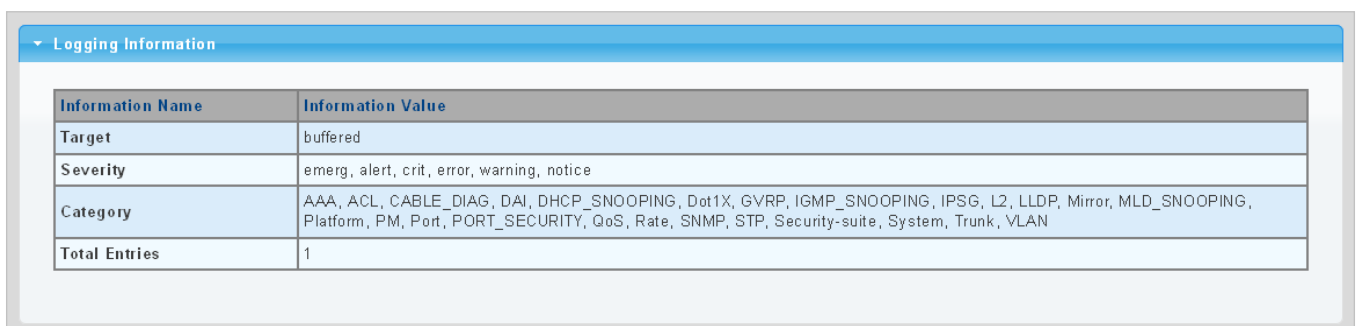 Logging Information
Information Name Information Value
Target buffered
Severity emerg, alert, crit, error, warning, notice
Category AAA, ACL, CABLE_DIAG, DAI, DHCP_SNOOPING, Dot1X, GVRP, IGMP_SNOOPING, IPSG, L2, LLDP, Mirror, MLD_SNOOPING,
Platform, PM, Port, PORT_SECURITY, QoS, Rate, SNMP, STP, Security-suite, System, Trunk, VLAN
Total Entries 1